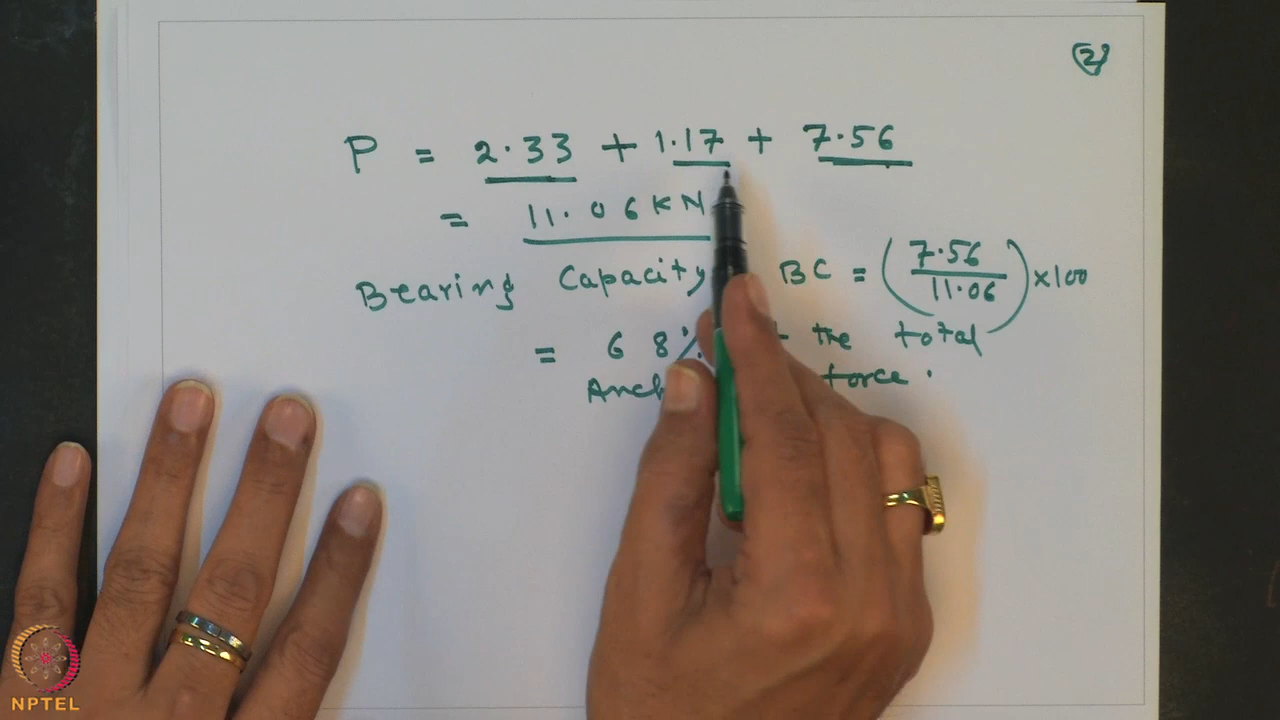 2
P = 2.33 + 1.17 + 7.56
= 11.06 KN
Bearing Capacity BC = (7.56 / 11.06) × 100
= 68% the total
force.
NPTEL